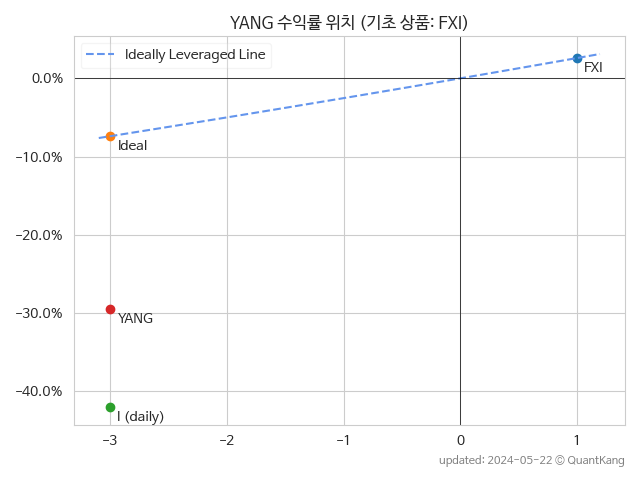 YANG 수익률 위치 (기초 상품: FXI)
Ideally Leveraged Line
0.0%
FXI
Ideal
-10.0%
-20.0%
-30.0%
YANG
-40.0%
I (daily)
-3 -2 -1 0 1
updated: 2024-05-22 © QuantKang